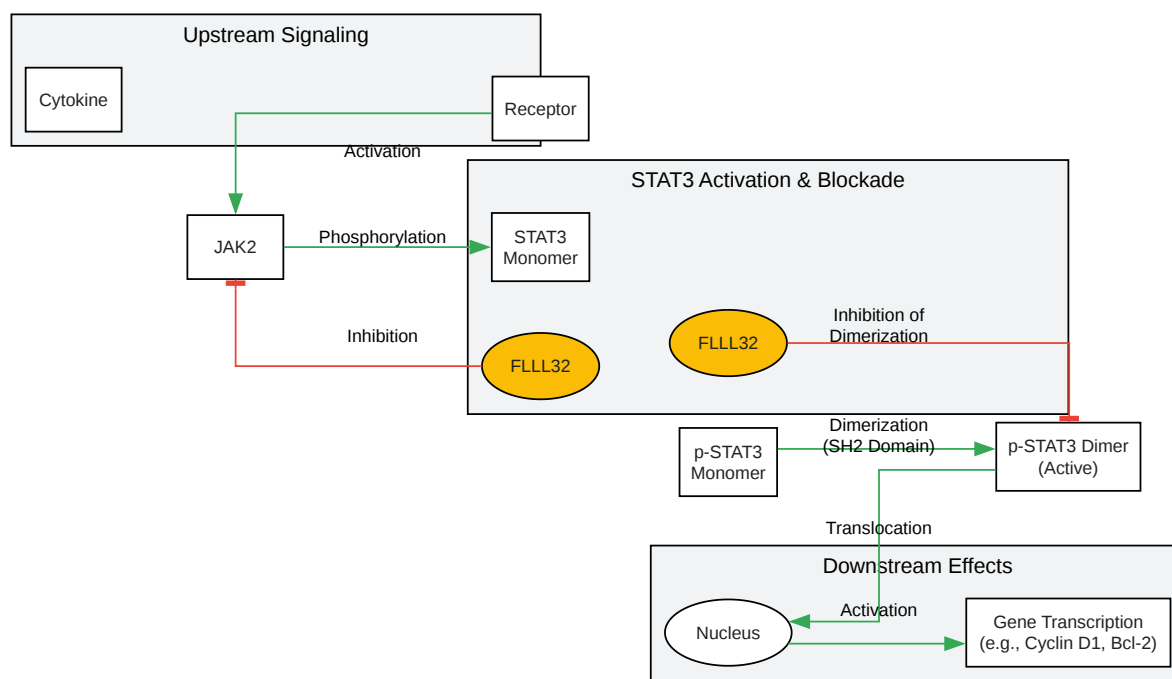 Upstream Signaling
Cytokine
Receptor
Activation
STAT3 Activation & Blockade
JAK2
Phosphorylation
STAT3
Monomer
Inhibition
FLLL32
FLLL32
Inhibition of
Dimerization
p-STAT3
Monomer
Dimerization
(SH2 Domain)
p-STAT3 Dimer
(Active)
Translocation
Downstream Effects
Nucleus
Activation
Gene Transcription
(e.g., Cyclin D1, Bcl-2)